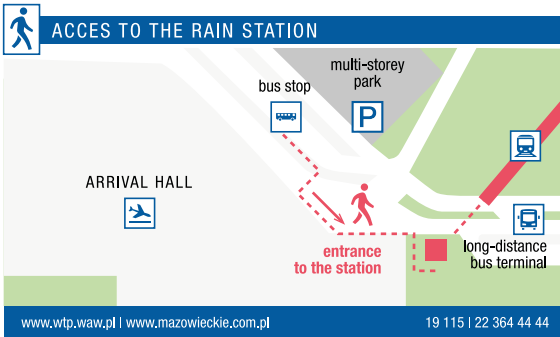 ACCES TO THE RAIN STATION
multi-storey
park
bus stop
P
ARRIVAL HALL
entrance
to the station
long-distance
bus terminal
www.wtp.waw.pl | www.mazowieckie.com.pl
19 115 | 22 364 44 44